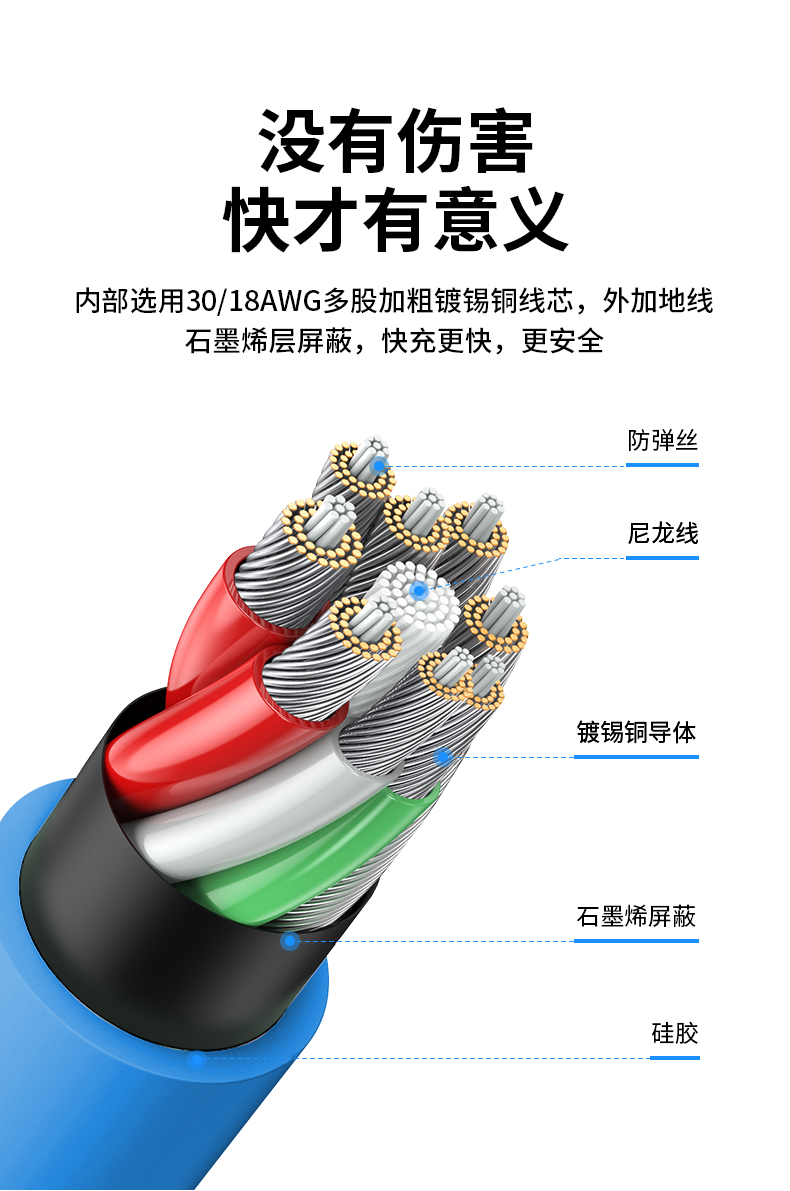 没有伤害
快才有意义
内部选用30/18AWG多股加粗镀锡铜线芯，外加地线
石墨烯层屏蔽，快充更快，更安全
防弹丝
尼龙线
镀锡铜导体
石墨烯屏蔽
硅胶